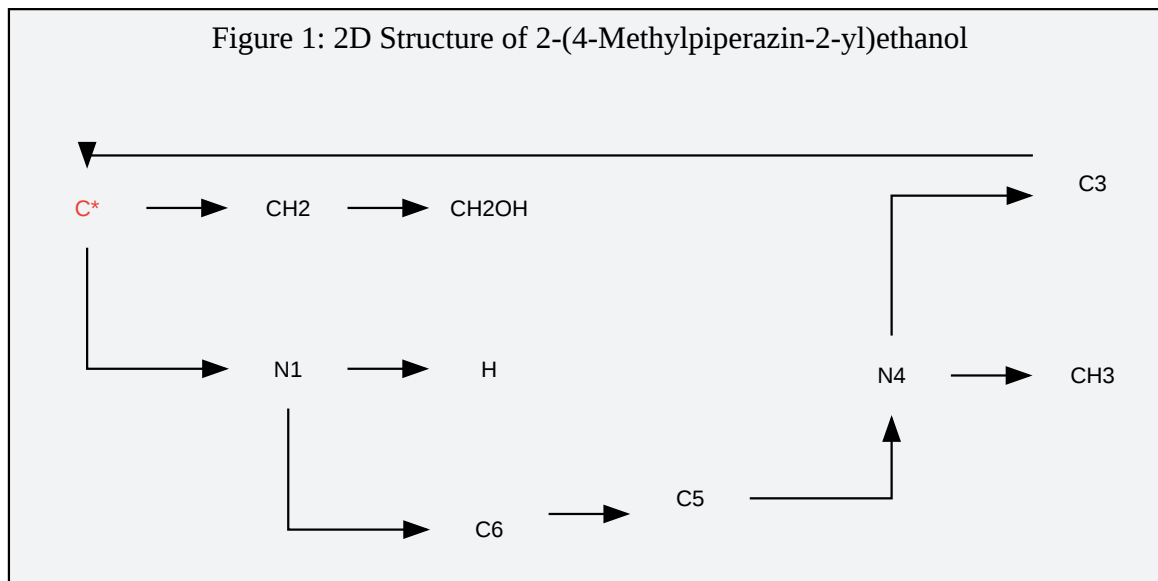 Figure 1: 2D Structure of 2-(4-Methylpiperazin-2-yl)ethanol
C3
C*
CH2
CH2OH
N1
H
N4
CH3
C5
C6